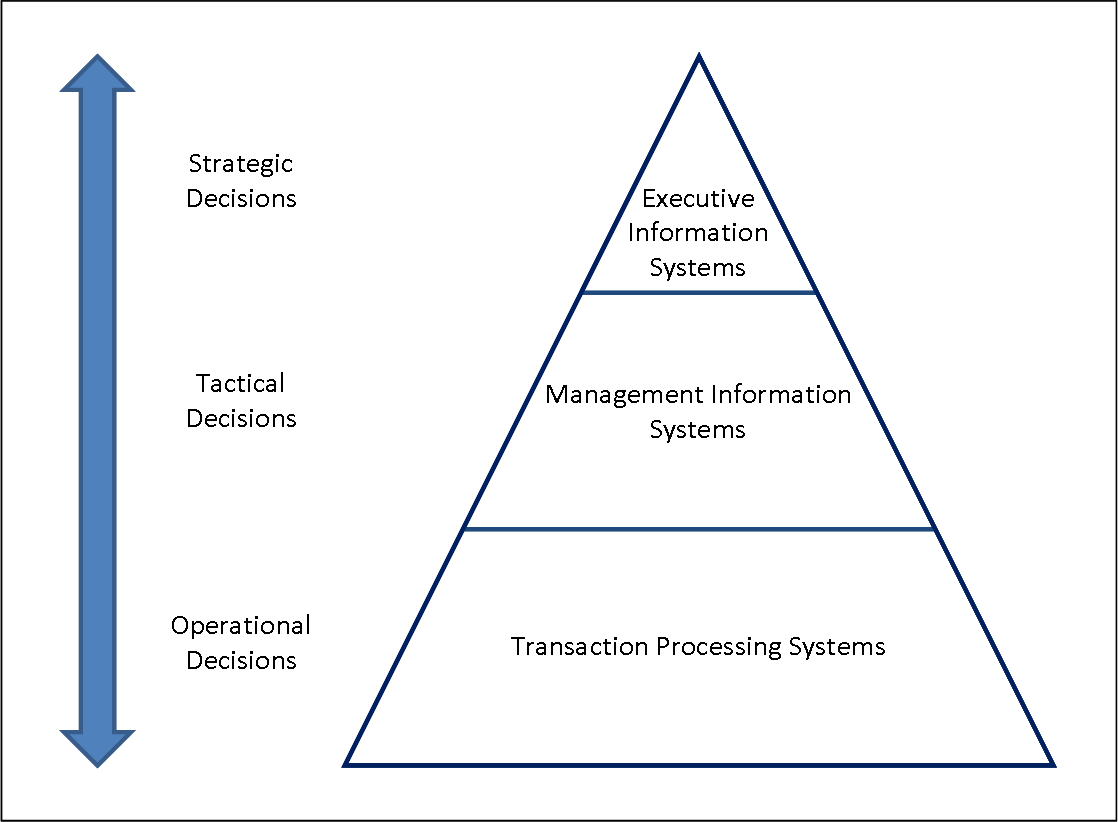 Strategic
Decisions
Executive
Information
Systems
Tactical
Decisions
Management Information
Systems
Operational
Decisions
Transaction Processing Systems